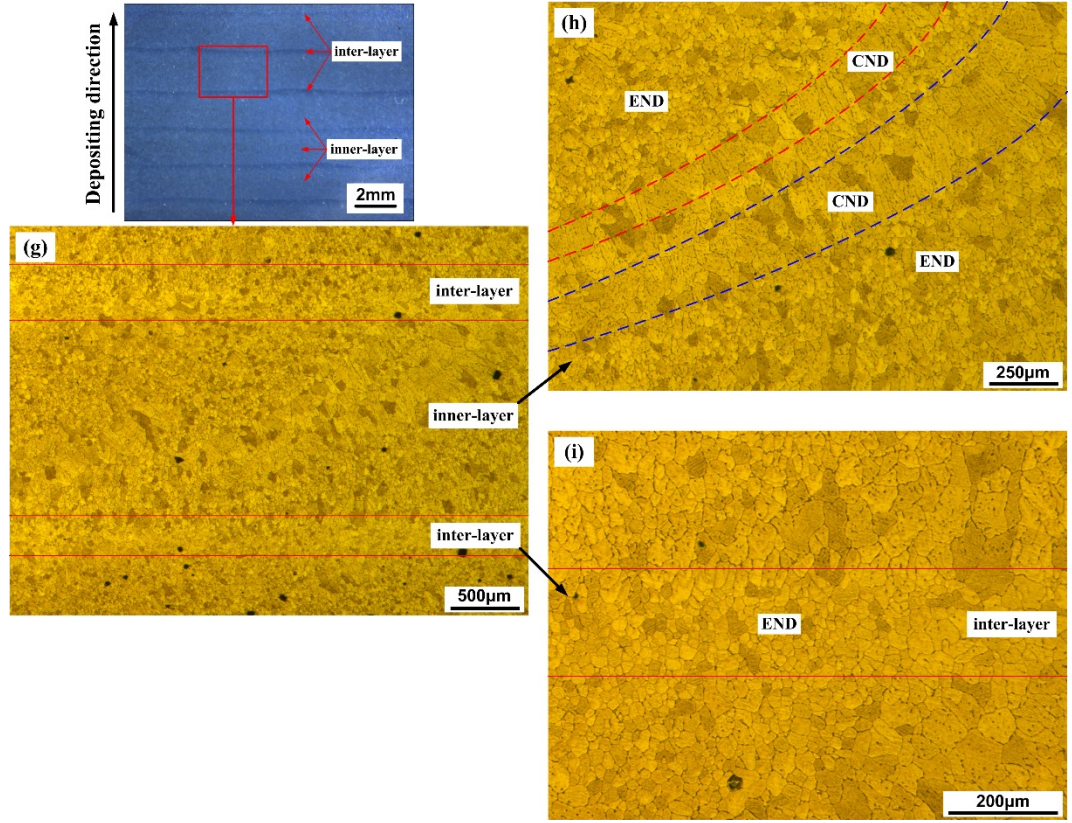 Depositing direction
inter-layer
inner-layer
2mm
(g)
inter-layer
inner-layer
inter-layer
500μm
(h)
CND
END
CND
END
250μm
(i)
END
inter-layer
200μm